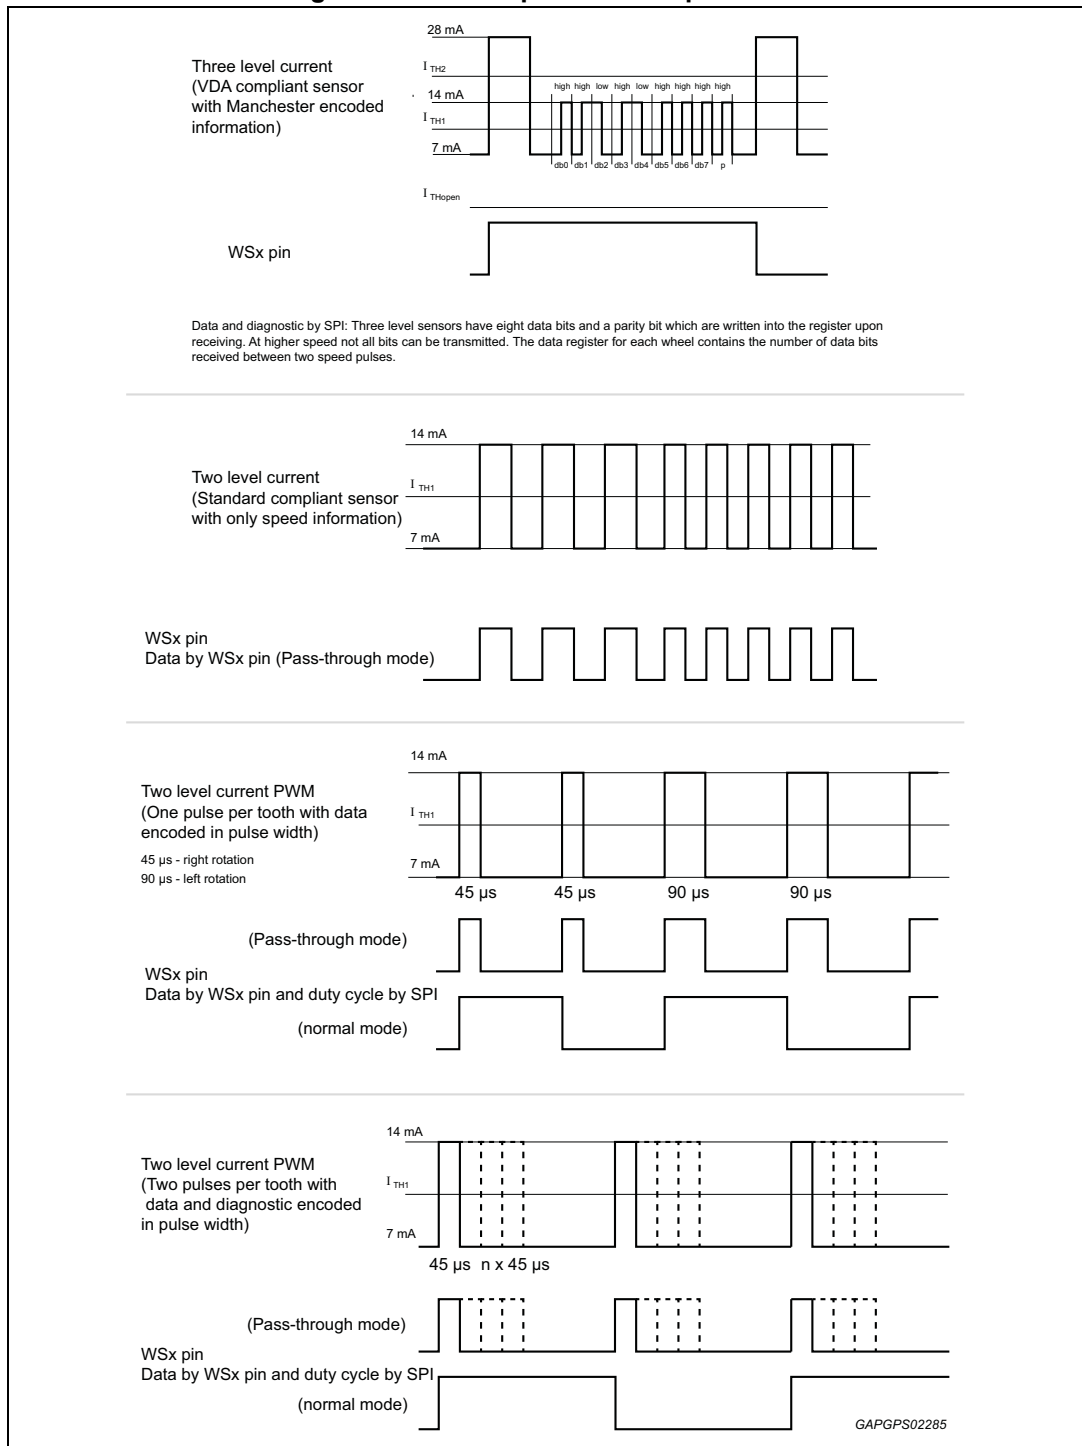 28 mA
Three level current
(VDA compliant sensor
with Manchester encoded
information)
I TH2
high high low high low high high high high
14 mA
I TH1
7 mA
db0 db1 db2 db3 db4 db5 db6 db7 p
I THopen
WSx pin
Data and diagnostic by SPI: Three level sensors have eight data bits and a parity bit which are written into the register upon
receiving. At higher speed not all bits can be transmitted. The data register for each wheel contains the number of data bits
received between two speed pulses.
14 mA
Two level current
(Standard compliant sensor
with only speed information)
I TH1
7 mA
WSx pin
Data by WSx pin (Pass-through mode)
14 mA
Two level current PWM
(One pulse per tooth with data
encoded in pulse width)
I TH1
45 µs - right rotation
90 µs - left rotation
7 mA
45 µs 45 µs 90 µs 90 µs
(Pass-through mode)
WSx pin
Data by WSx pin and duty cycle by SPI
(normal mode)
14 mA
Two level current PWM
(Two pulses per tooth with
data and diagnostic encoded
in pulse width)
I TH1
7 mA
45 µs n x 45 µs
(Pass-through mode)
WSx pin
Data by WSx pin and duty cycle by SPI
(normal mode)
GAPGPS02285